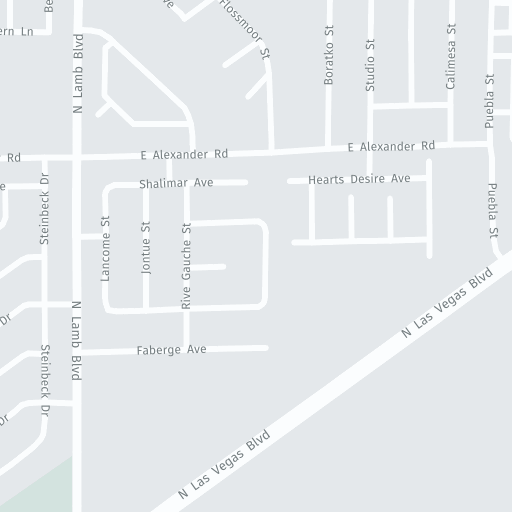 Be
Ave
Flossmoor St
ern Ln
N Lamb Blvd
Boratko St
Studio St
Calimesa St
Puebla St
E Alexander Rd
E Alexander Rd
Rd
Shalimar Ave
Hearts Desire Ave
e
Steinbeck Dr
Puebla St
Lancome St
Jontue St
Rive Gauche St
N Las Vegas Blvd
Dr
N Lamb Blvd
Faberge Ave
Steinbeck Dr
Dr
N Las Vegas Blvd